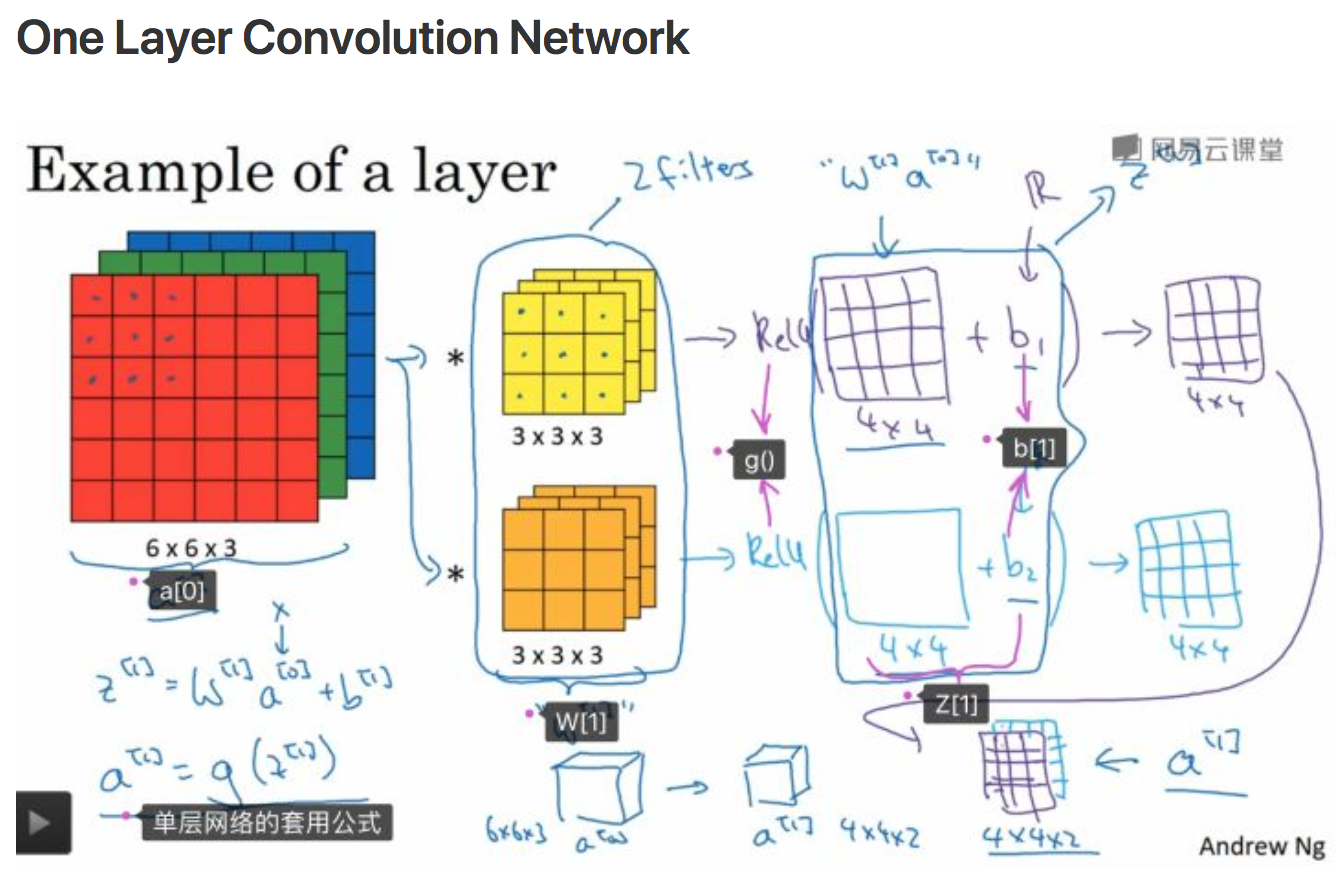 One Layer Convolution Network
Example of a layer
2 filters
"W[1] a[0]"
R
z[1]
网易云课堂
*
→ ReLU
+ b1
4x4
4x4
3 x 3 x 3
g()
b[1]
6 x 6 x 3
a[0]
*
→ ReLU
+ b2
4x4
4x4
3 x 3 x 3
x
z[1] = W[1] a[0] + b[1]
W[1]
Z[1]
a[1] = g(z[1])
单层网络的套用公式
6x6x3
a[0]
a[1]
4x4x2
4x4x2
← a[1]
Andrew Ng